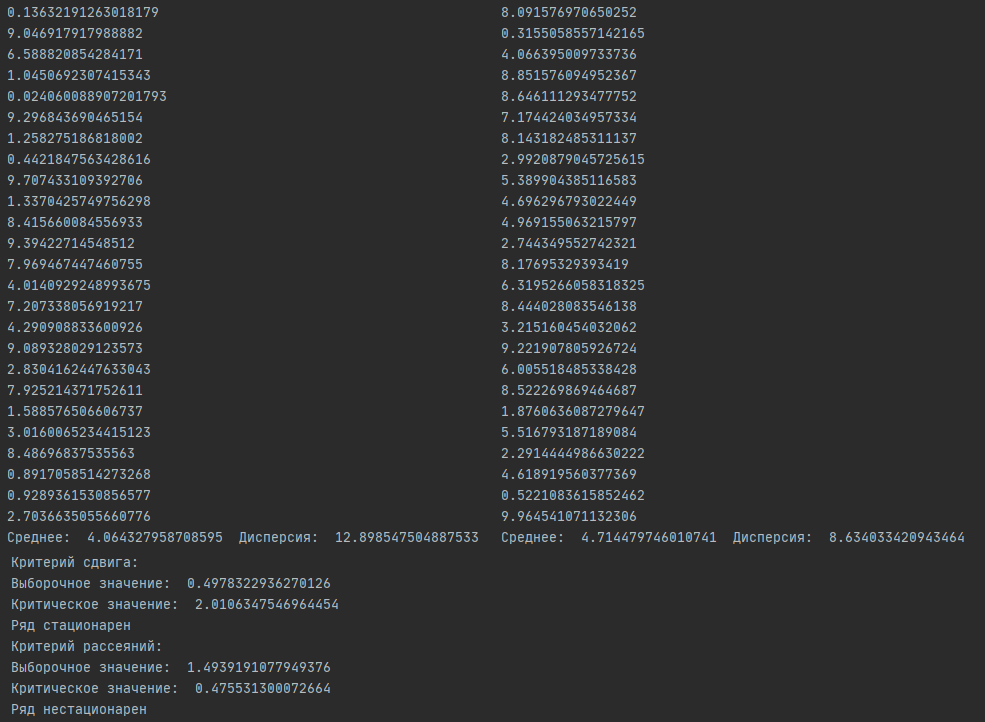 0.13632191263018179 8.091576970650252
9.046917917988882 0.3155058557142165
6.588820854284171 4.066395009733736
1.0450692307415343 8.851576094952367
0.024060088907201793 8.646111293477752
9.296843690465154 7.174424034957334
1.258275186818002 8.143182485311137
0.4421847563428616 2.9920879045725615
9.707433109392706 5.389904385116583
1.3370425749756298 4.696296793022449
8.415660084556933 4.969155063215797
9.39422714548512 2.744349552742321
7.969467447460755 8.17695329393419
4.0140929248993675 6.3195266058318325
7.207338056919217 8.444028083546138
4.290908833600926 3.215160454032062
9.089328029123573 9.221907805926724
2.8304162447633043 6.005518485338428
7.925214371752611 8.522269869464687
1.588576506606737 1.8760636087279647
3.0160065234415123 5.516793187189084
8.48696837535563 2.2914444986630222
0.8917058514273268 4.618919560377369
0.9289361530856577 0.5221083615852462
2.7036635055660776 9.964541071132306
Среднее: 4.064327958708595 Дисперсия: 12.898547504887533 Среднее: 4.714479746010741 Дисперсия: 8.634033420943464
Критерий сдвига:
Выборочное значение: 0.4978322936270126
Критическое значение: 2.0106347546964454
Ряд стационарен
Критерий рассеяний:
Выборочное значение: 1.4939191077949376
Критическое значение: 0.475531300072664
Ряд нестационарен